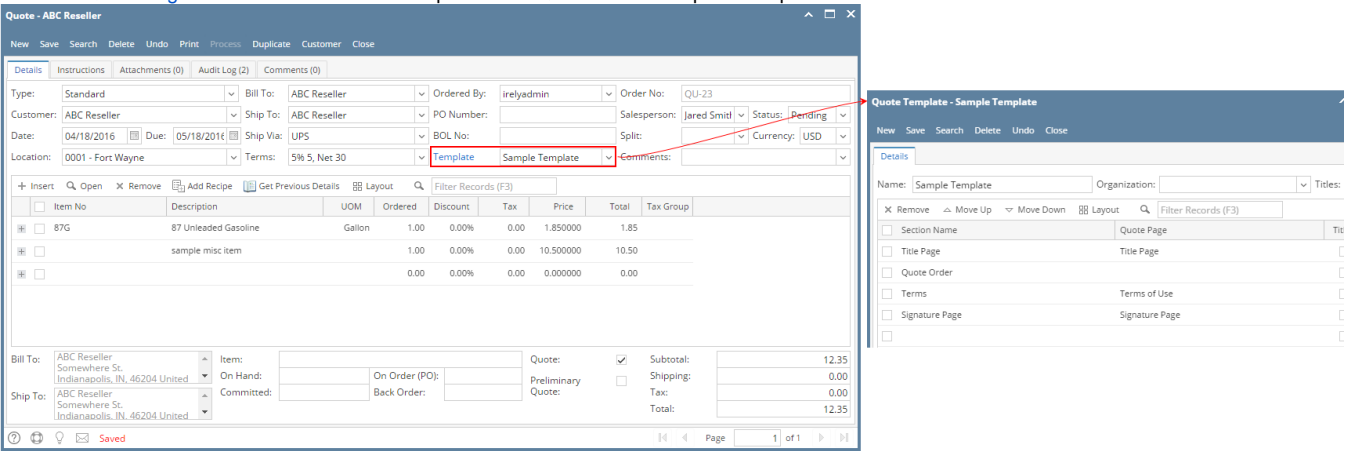 Quote - ABC Reseller
New Save Search Delete Undo Print Process Duplicate Customer Close
Details Instructions Attachments (0) Audit Log (2) Comments (0)
Type: Standard Bill To: ABC Reseller Ordered By: irelyadmin Order No: QU-23
Customer: ABC Reseller Ship To: ABC Reseller PO Number: Salesperson: Jared Smitl Status: Pending
Date: 04/18/2016 Due: 05/18/2016 Ship Via: UPS BOL No: Split: Currency: USD
Location: 0001 - Fort Wayne Terms: 5% 5, Net 30 Template Sample Template Comments:
Insert Open Remove Add Recipe Get Previous Details Layout Filter Records (F3)
Item No Description UOM Ordered Discount Tax Price Total Tax Group
87G 87 Unleaded Gasoline Gallon 1.00 0.00% 0.00 1.850000 1.85
sample misc item 1.00 0.00% 0.00 10.500000 10.50
0.00 0.00% 0.00 0.000000 0.00
Bill To: ABC Reseller
Somewhere St.
Indianapolis, IN, 46204 United
Ship To: ABC Reseller
Somewhere St.
Indianapolis, IN, 46204 United
Item:
On Hand: On Order (PO):
Committed: Back Order:
Quote:
Preliminary
Quote:
Subtotal: 12.35
Shipping: 0.00
Tax: 0.00
Total: 12.35
Saved
Page 1 of 1
Quote Template - Sample Template
New Save Search Delete Undo Close
Details
Name: Sample Template Organization: Titles:
Remove Move Up Move Down Layout Filter Records (F3)
Section Name Quote Page Tit
Title Page Title Page
Quote Order
Terms Terms of Use
Signature Page Signature Page